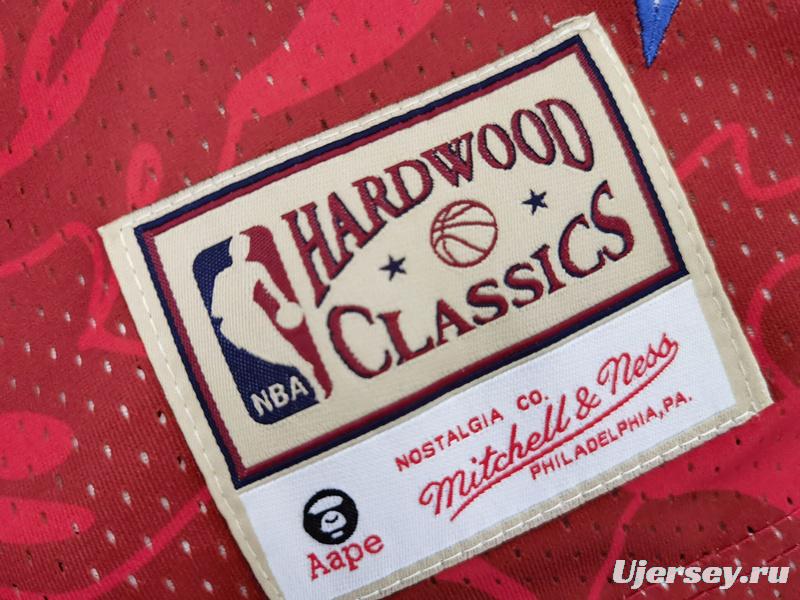 HARDWOOD
CLASSICS
NBA
NOSTALGIA CO.
Mitchell & Ness
PHILADELPHIA, PA.
Aape
Ujersey.ru